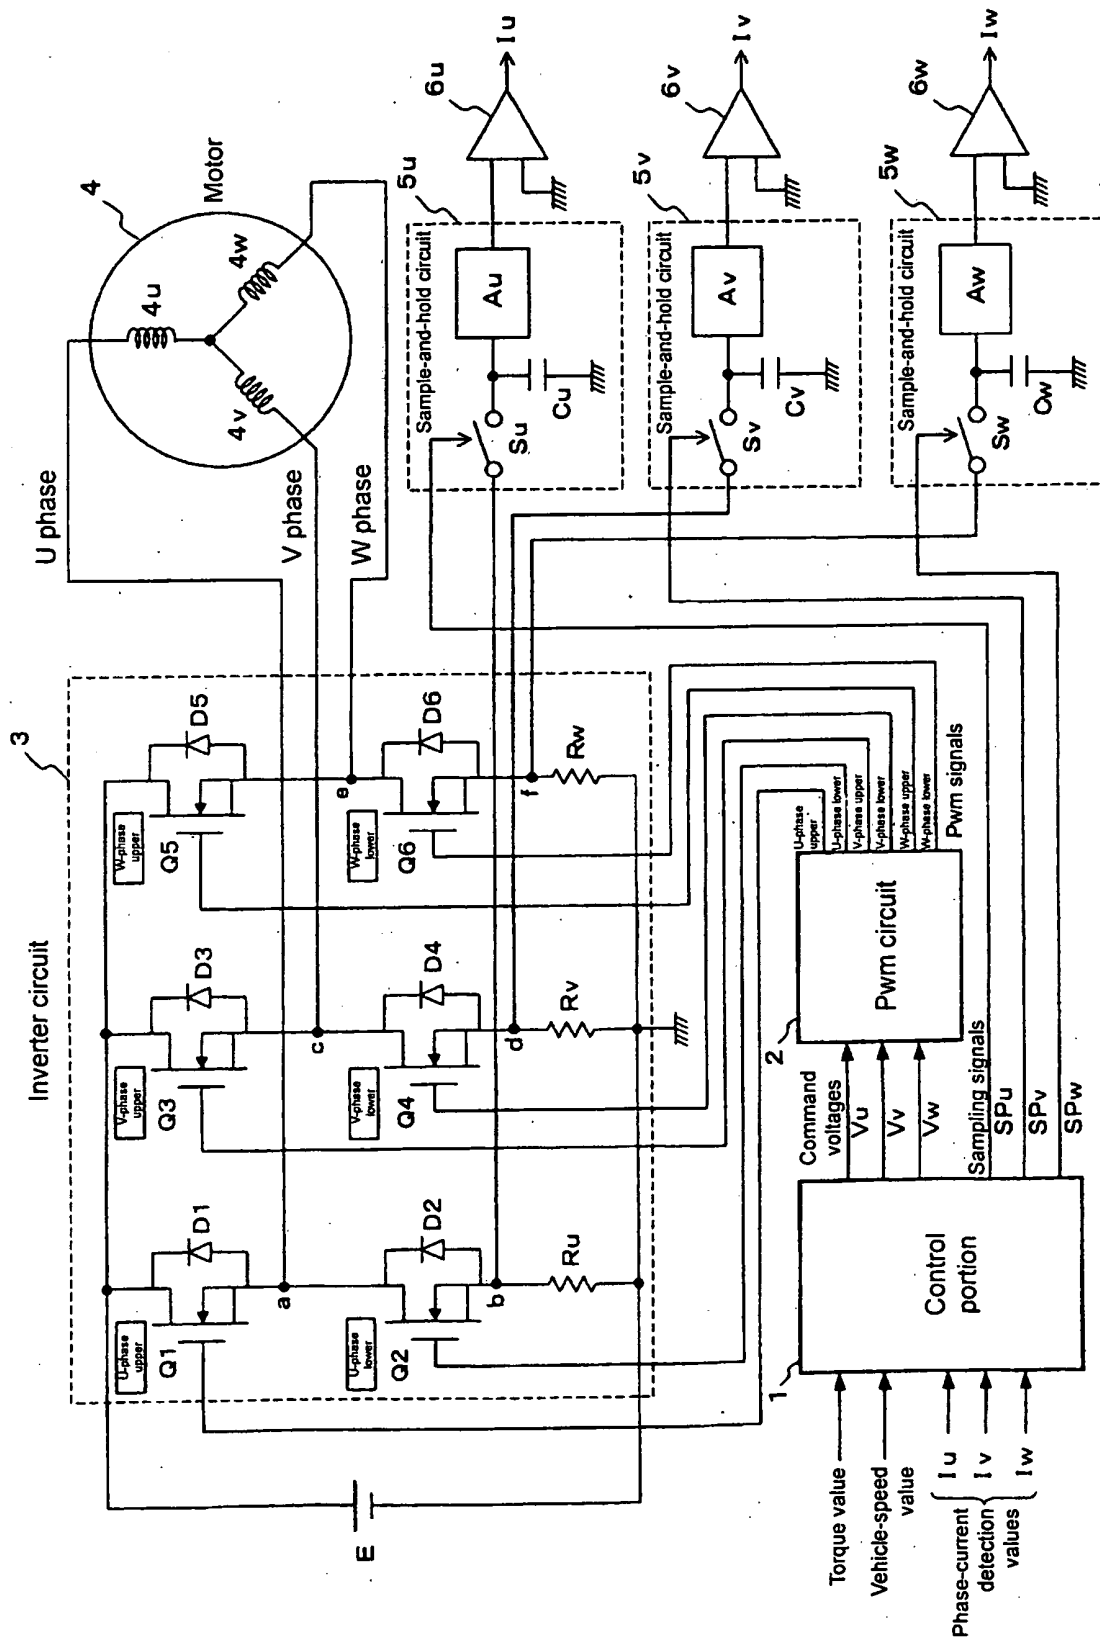 Inverter circuit
3
E
U-phase
upper
Q1
D1
a
V-phase
upper
Q3
D3
c
W-phase
upper
Q5
D5
e
U-phase
lower
Q2
D2
b
V-phase
lower
Q4
D4
d
W-phase
lower
Q6
D6
f
Ru
Rv
Rw
U phase
V phase
W phase
4
Motor
4u
4v
4w
5u
Sample-and-hold circuit
Su
Cu
Au
6u
Iu
5v
Sample-and-hold circuit
Sv
Cv
Av
6v
Iv
5w
Sample-and-hold circuit
Sw
Cw
Aw
6w
Iw
Torque value
Vehicle-speed
value
Iu
Iv
Iw
Phase-current
detection
values
1
Control
portion
Command
voltages
Vu
Vv
Vw
Sampling signals
SPu
SPv
SPw
2
Pwm circuit
U-phase
upper
U-phase lower
V-phase upper
V-phase lower
W-phase upper
W-phase lower
Pwm signals